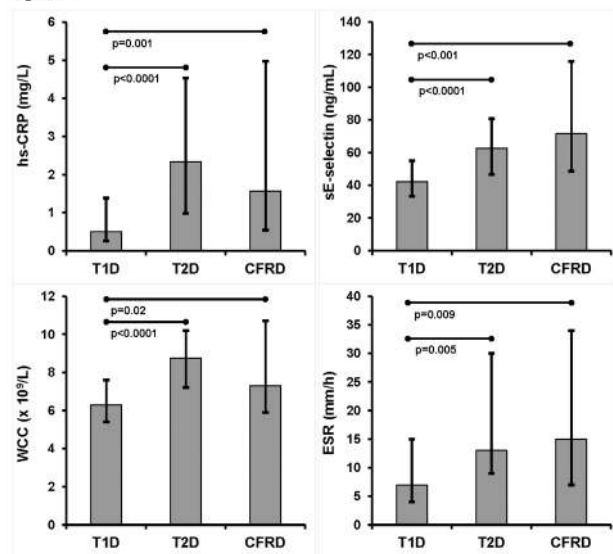 hs-CRP (mg/L)
6
5
4
3
2
1
0
p=0.001
p<0.0001
T1D T2D CFRD
sE-selectin (ng/mL)
140
120
100
80
60
40
20
0
p<0.001
p<0.0001
T1D T2D CFRD
WCC (x 10⁹/L)
12
10
8
6
4
2
0
p=0.02
p<0.0001
T1D T2D CFRD
ESR (mm/h)
40
35
30
25
20
15
10
5
0
p=0.009
p=0.005
T1D T2D CFRD